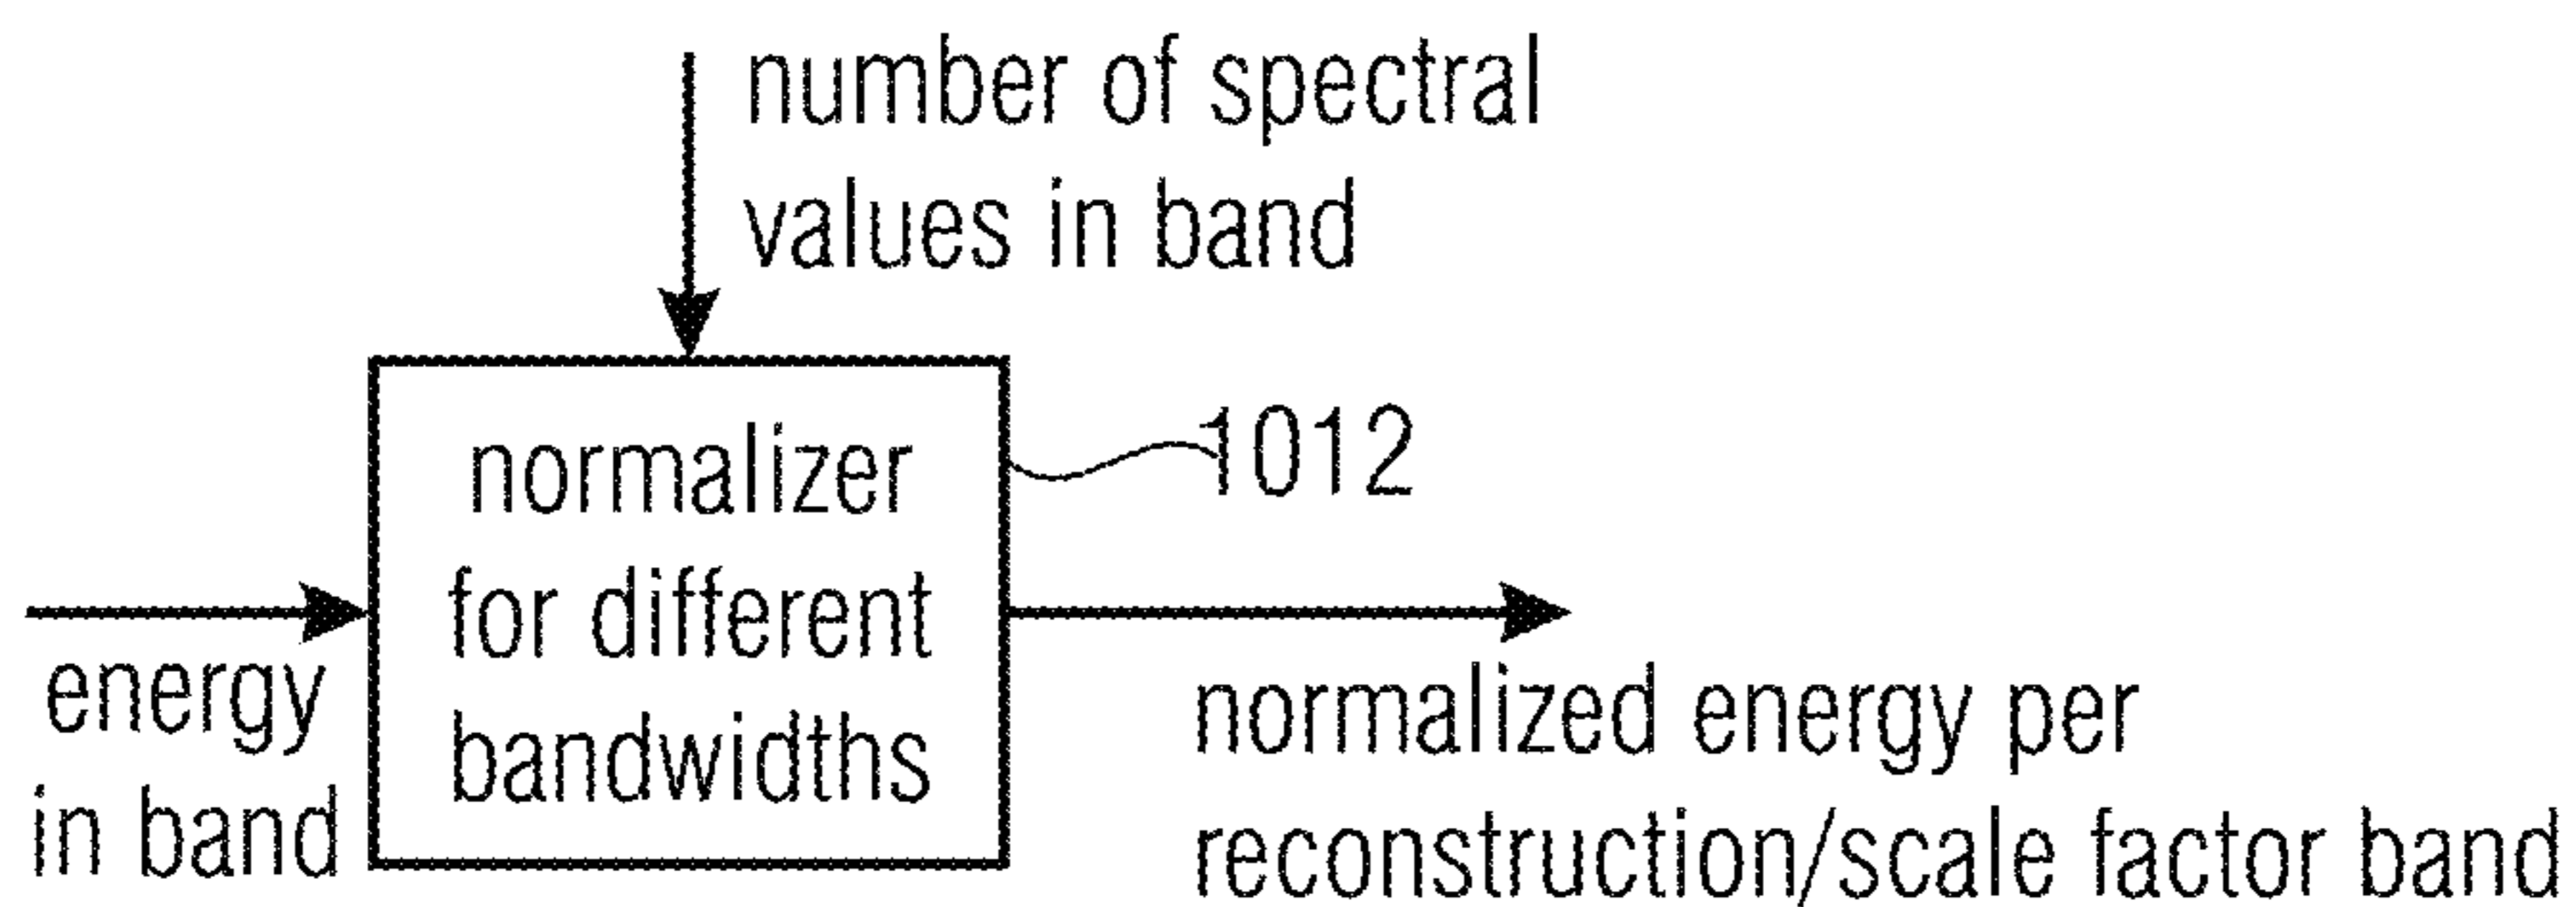 number of spectral
values in band
normalizer
for different
bandwidths
1012
energy
in band
normalized energy per
reconstruction/scale factor band